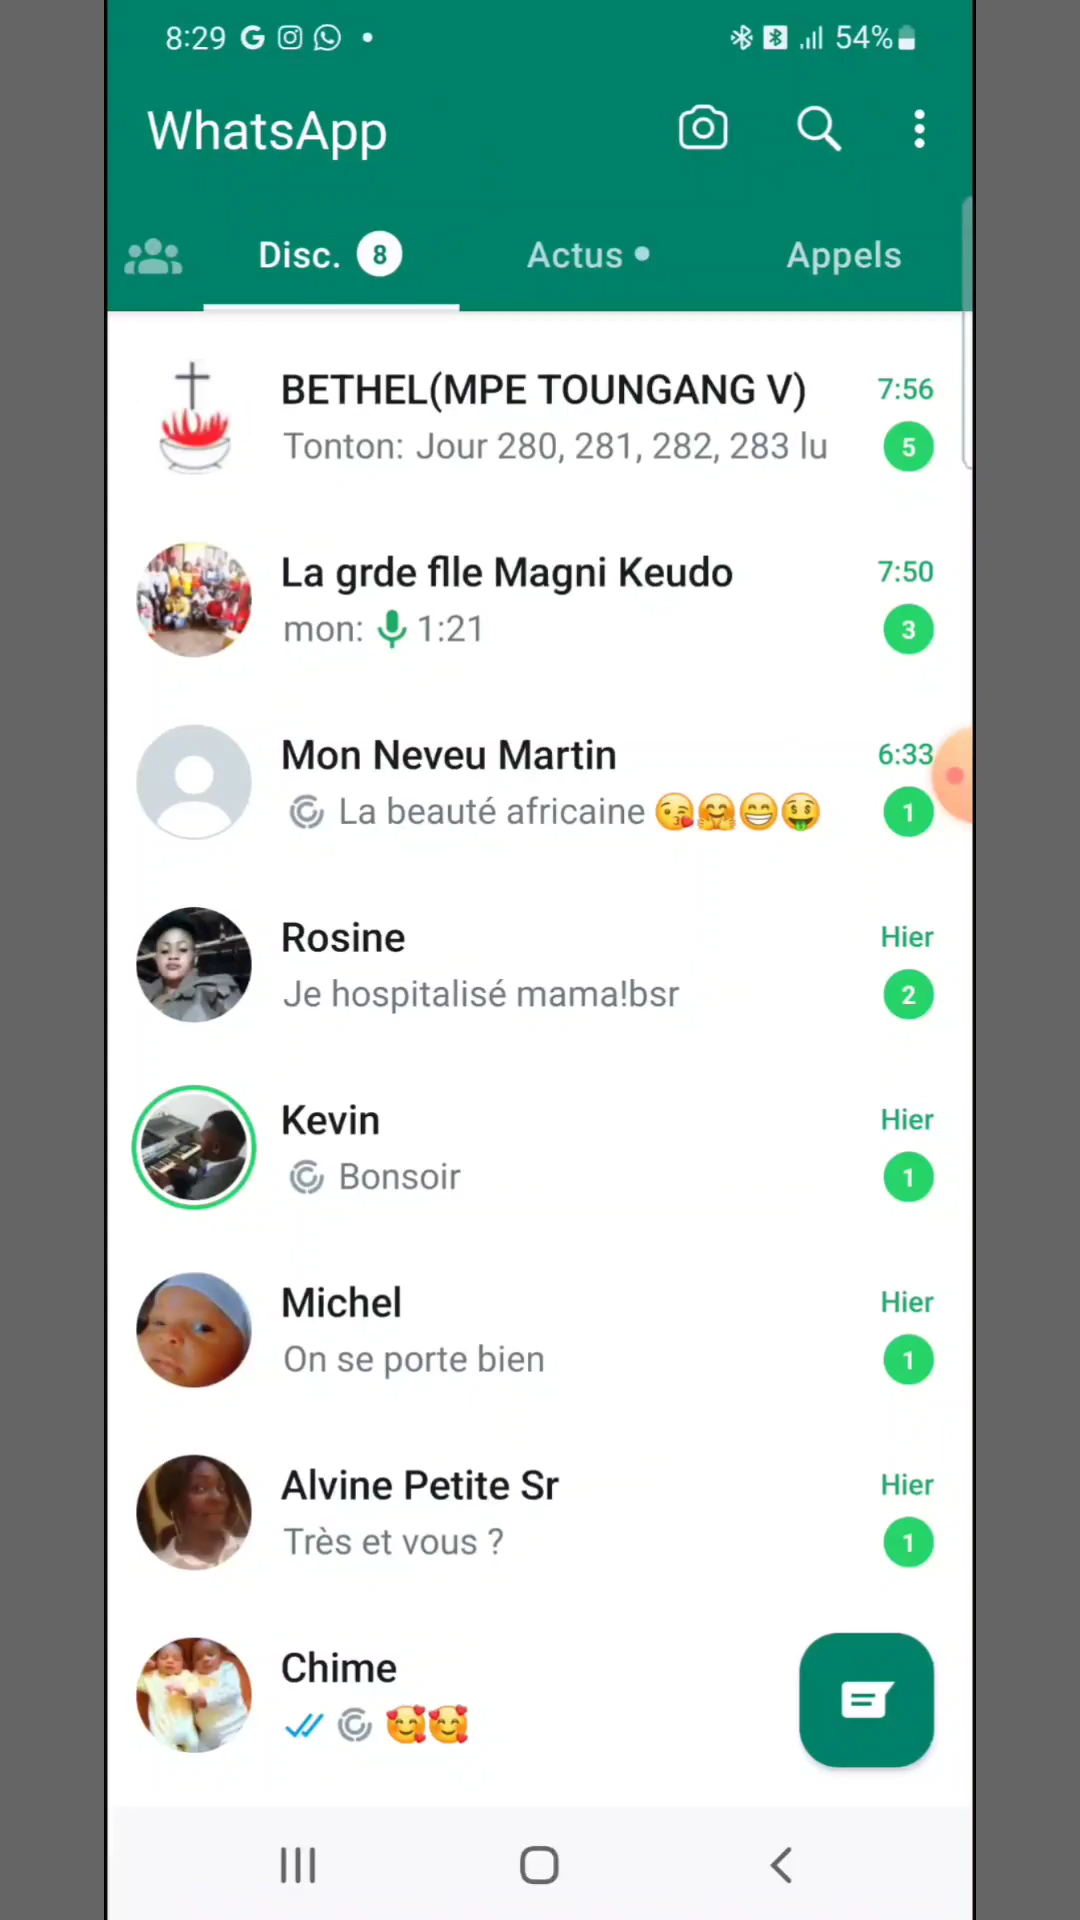 8:29
54%
WhatsApp
Disc. 8 Actus Appels
BETHEL(MPE TOUNGANG V) 7:56
Tonton: Jour 280, 281, 282, 283 lu 5
La grde flle Magni Keudo 7:50
mon: 1:21 3
Mon Neveu Martin 6:33
La beauté africaine 😘🤗😁🤑 1
Rosine Hier
Je hospitalisé mama!bsr 2
Kevin Hier
Bonsoir 1
Michel Hier
On se porte bien 1
Alvine Petite Sr Hier
Très et vous ? 1
Chime
🥰🥰